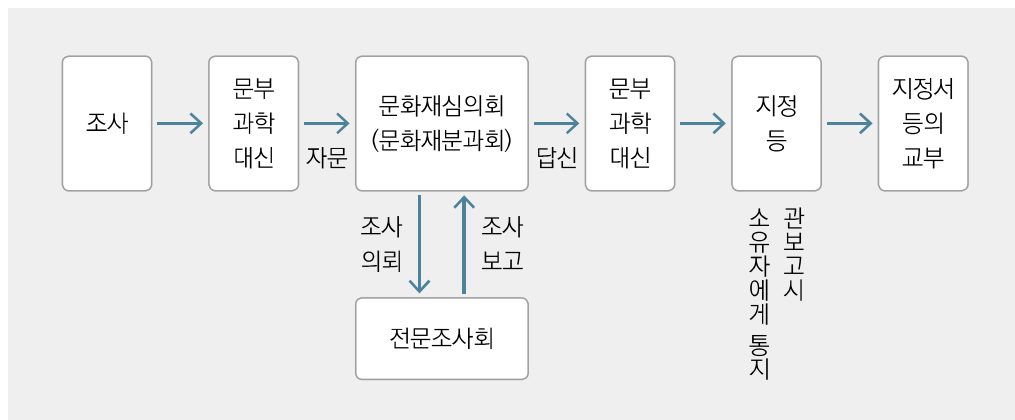 조사
문부
과학
대신
자문
문화재심의회
(문화재분과회)
답신
문부
과학
대신
지정
등
지정서
등의
교부
조사
의뢰
조사
보고
전문조사회
관보고시
소유자에게 통지